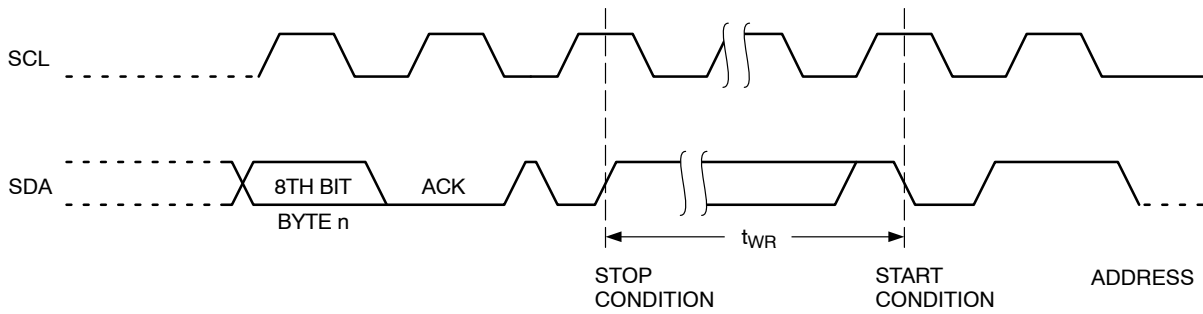 SCL
SDA
8TH BIT
ACK
BYTE n
tWR
STOP
CONDITION
START
CONDITION
ADDRESS